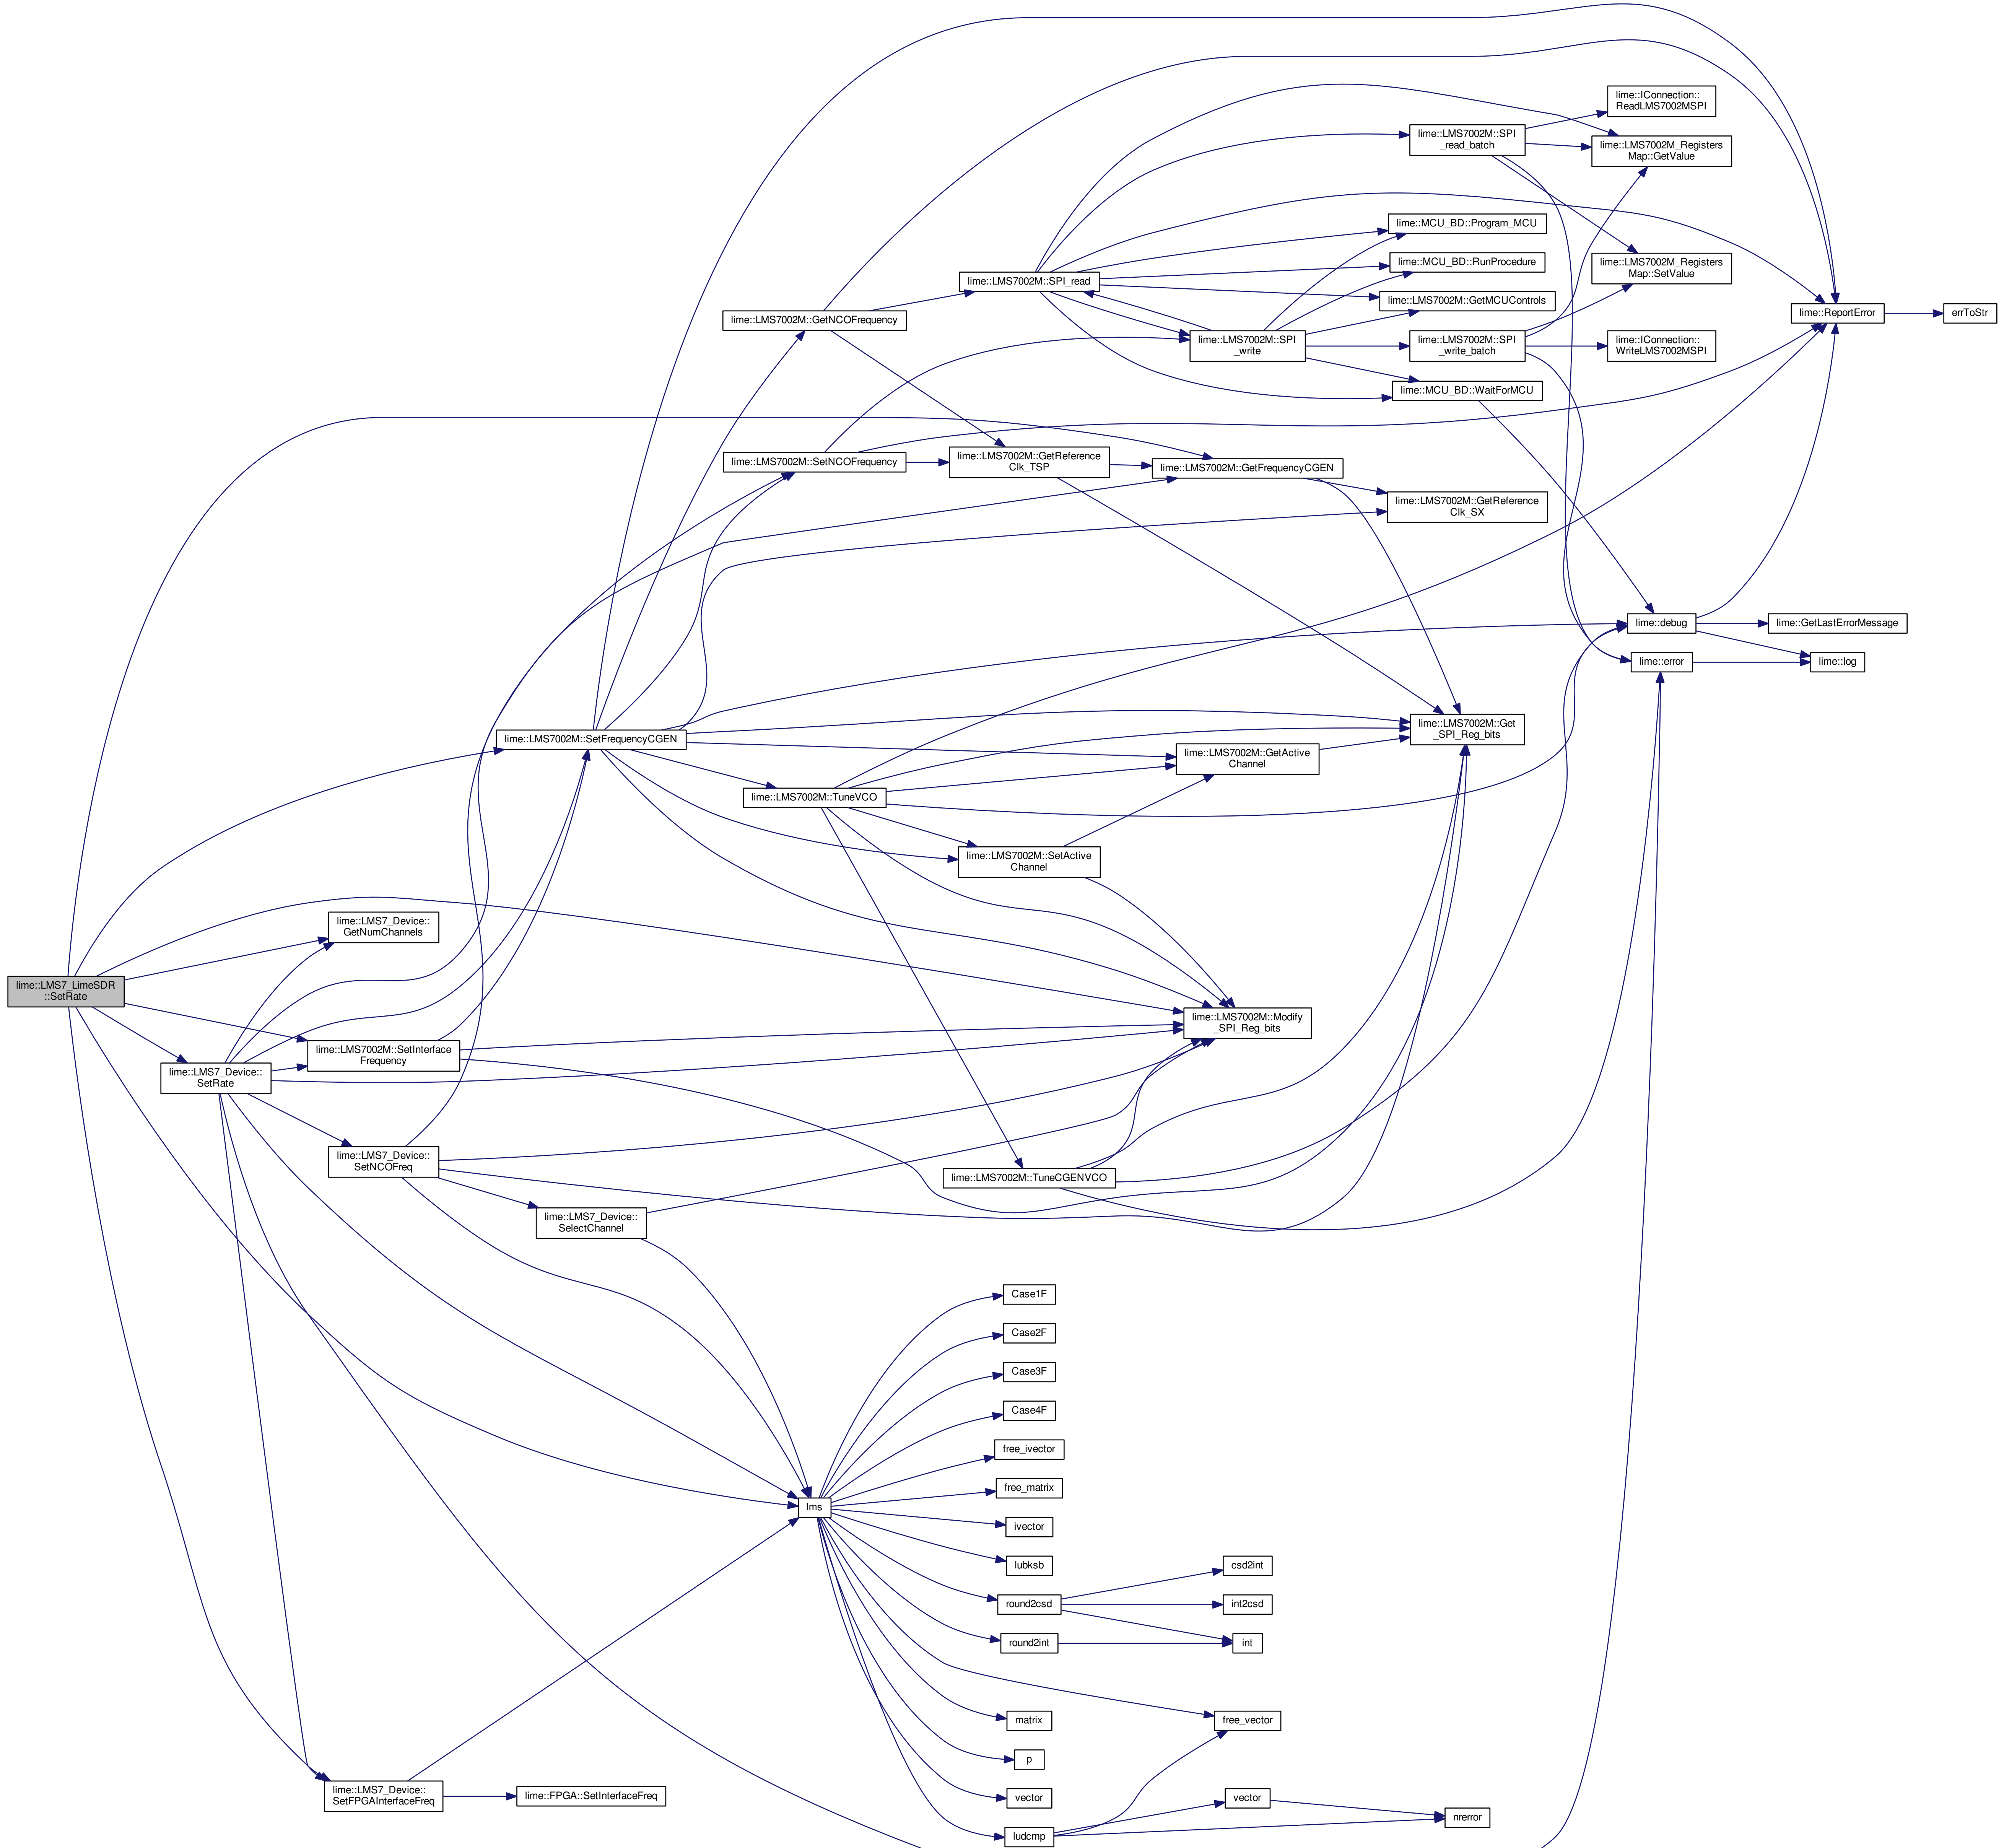 lime::IConnection::
ReadLMS7002MSPI
lime::LMS7002M::SPI
_read_batch
lime::LMS7002M_Registers
Map::GetValue
lime::MCU_BD::Program_MCU
lime::MCU_BD::RunProcedure
lime::LMS7002M_Registers
Map::SetValue
lime::LMS7002M::SPI_read
lime::LMS7002M::GetMCUControls
lime::ReportError
errToStr
lime::LMS7002M::GetNCOFrequency
lime::LMS7002M::SPI
_write
lime::LMS7002M::SPI
_write_batch
lime::IConnection::
WriteLMS7002MSPI
lime::MCU_BD::WaitForMCU
lime::LMS7002M::SetNCOFrequency
lime::LMS7002M::GetReference
Clk_TSP
lime::LMS7002M::GetFrequencyCGEN
lime::LMS7002M::GetReference
Clk_SX
lime::debug
lime::GetLastErrorMessage
lime::error
lime::log
lime::LMS7002M::SetFrequencyCGEN
lime::LMS7002M::Get
_SPI_Reg_bits
lime::LMS7002M::GetActive
Channel
lime::LMS7002M::TuneVCO
lime::LMS7002M::SetActive
Channel
lime::LMS7_Device::
GetNumChannels
lime::LMS7_LimeSDR
::SetRate
lime::LMS7002M::Modify
_SPI_Reg_bits
lime::LMS7002M::SetInterface
Frequency
lime::LMS7_Device::
SetRate
lime::LMS7_Device::
SetNCOFreq
lime::LMS7002M::TuneCGENVCO
lime::LMS7_Device::
SelectChannel
Case1F
Case2F
Case3F
Case4F
free_ivector
free_matrix
lms
ivector
lubksb
csd2int
round2csd
int2csd
round2int
int
matrix
free_vector
p
lime::LMS7_Device::
SetFPGAInterfaceFreq
lime::FPGA::SetInterfaceFreq
vector
vector
nrerror
ludcmp